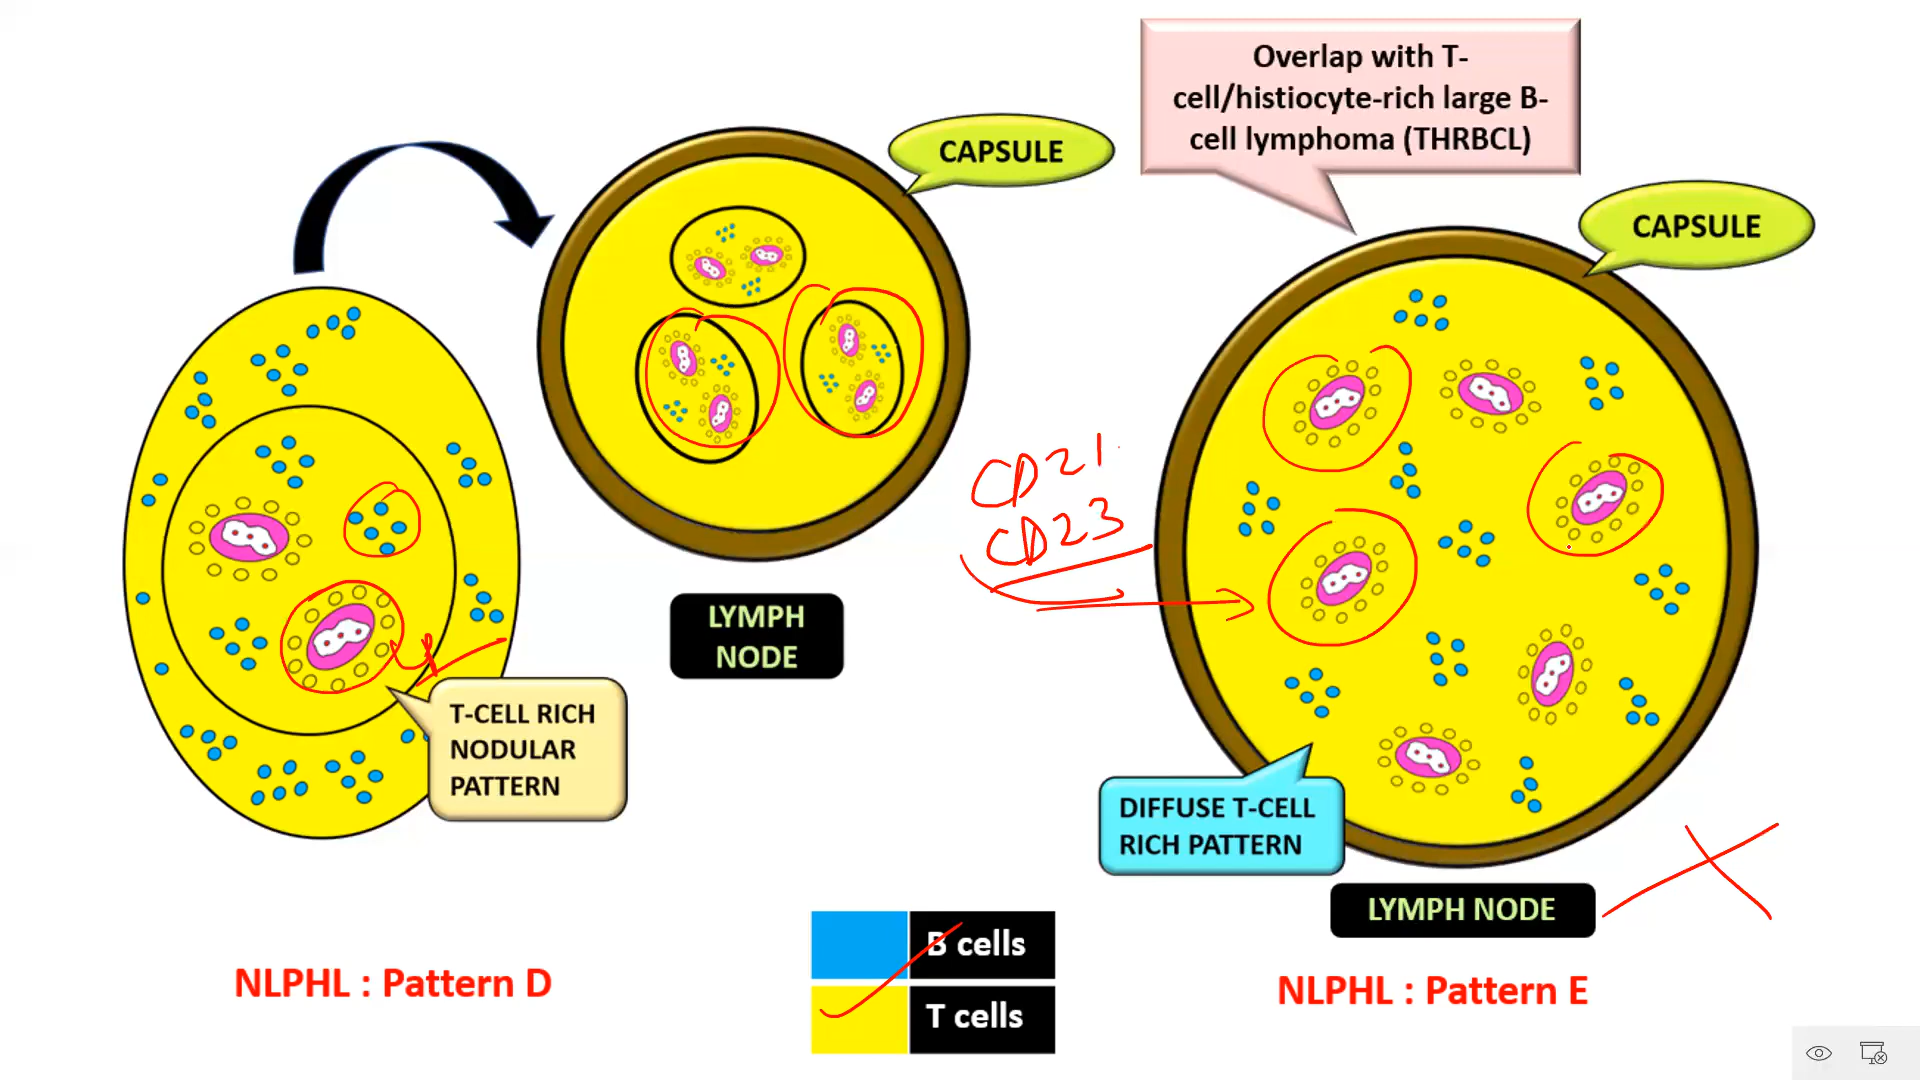 Overlap with T-
cell/histiocyte-rich large B-
cell lymphoma (THRBCL)
CAPSULE
CAPSULE
CD21
CD23
LYMPH
NODE
T-CELL RICH
NODULAR
PATTERN
DIFFUSE T-CELL
RICH PATTERN
LYMPH NODE
B cells
T cells
NLPHL : Pattern D
NLPHL : Pattern E